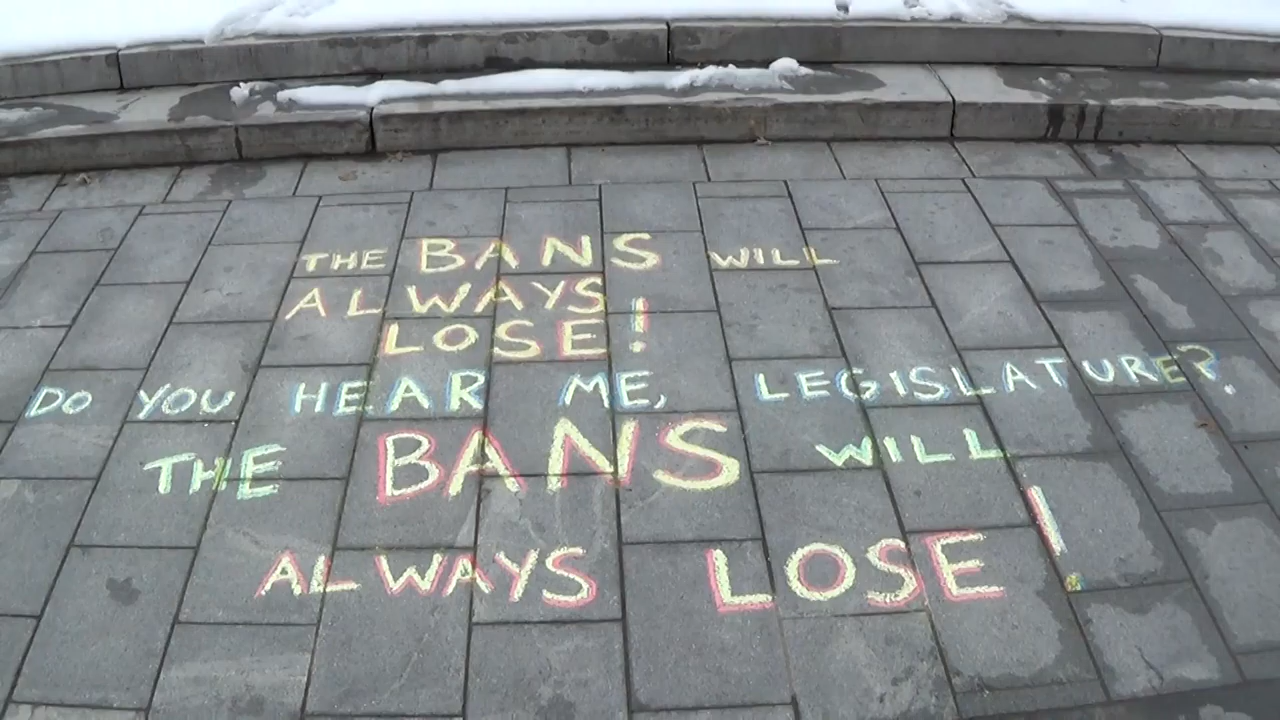 THE BANS WILL
ALWAYS
LOSE!
DO YOU HEAR ME, LEGISLATURE?
THE BANS WILL
ALWAYS LOSE!